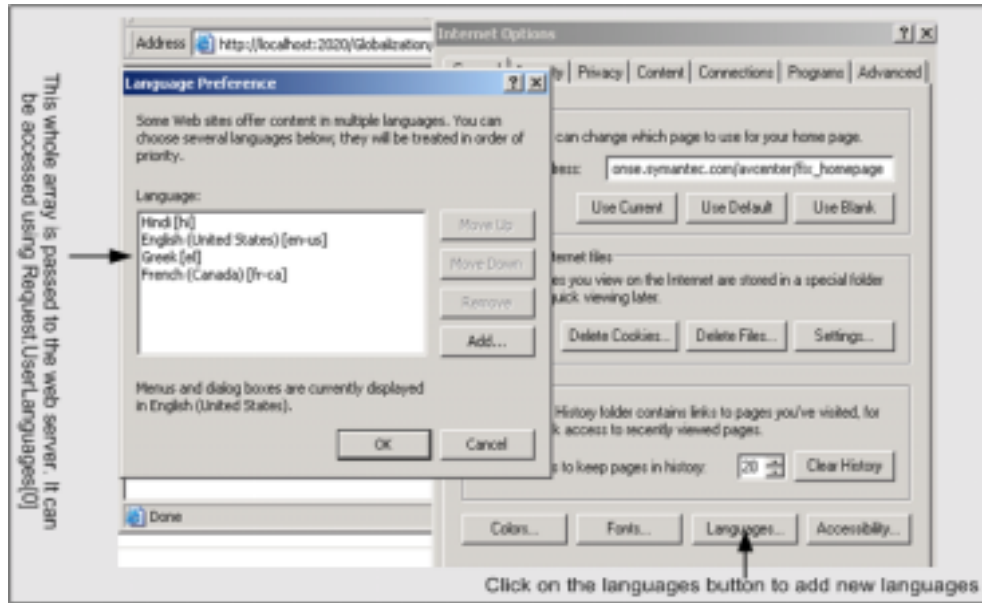 Address http://localhost:2020/Globalization/
Internet Options
Privacy Content Connections Programs Advanced
can change which page to use for your home page.
onse.symantec.com/avcenter/fix_homepage
Use Current Use Default Use Blank
es you view on the Internet are stored in a special folder
quick viewing later.
Delete Cookies... Delete Files... Settings...
History folder contains links to pages you've visited, for
k access to recently viewed pages.
s to keep pages in history: 20 Clear History
Colors... Fonts... Languages... Accessibility...
Language Preference
Some Web sites offer content in multiple languages. You can
choose several languages below; they will be treated in order of
priority.
Language:
Hindi [hi]
English (United States) [en-us]
Greek [el]
French (Canada) [fr-ca]
Move Up
Move Down
Remove
Add...
Menus and dialog boxes are currently displayed
in English (United States).
OK Cancel
Done
This whole array is passed to the web server. It can
be accessed using Request.UserLanguages[0]
Click on the languages button to add new languages